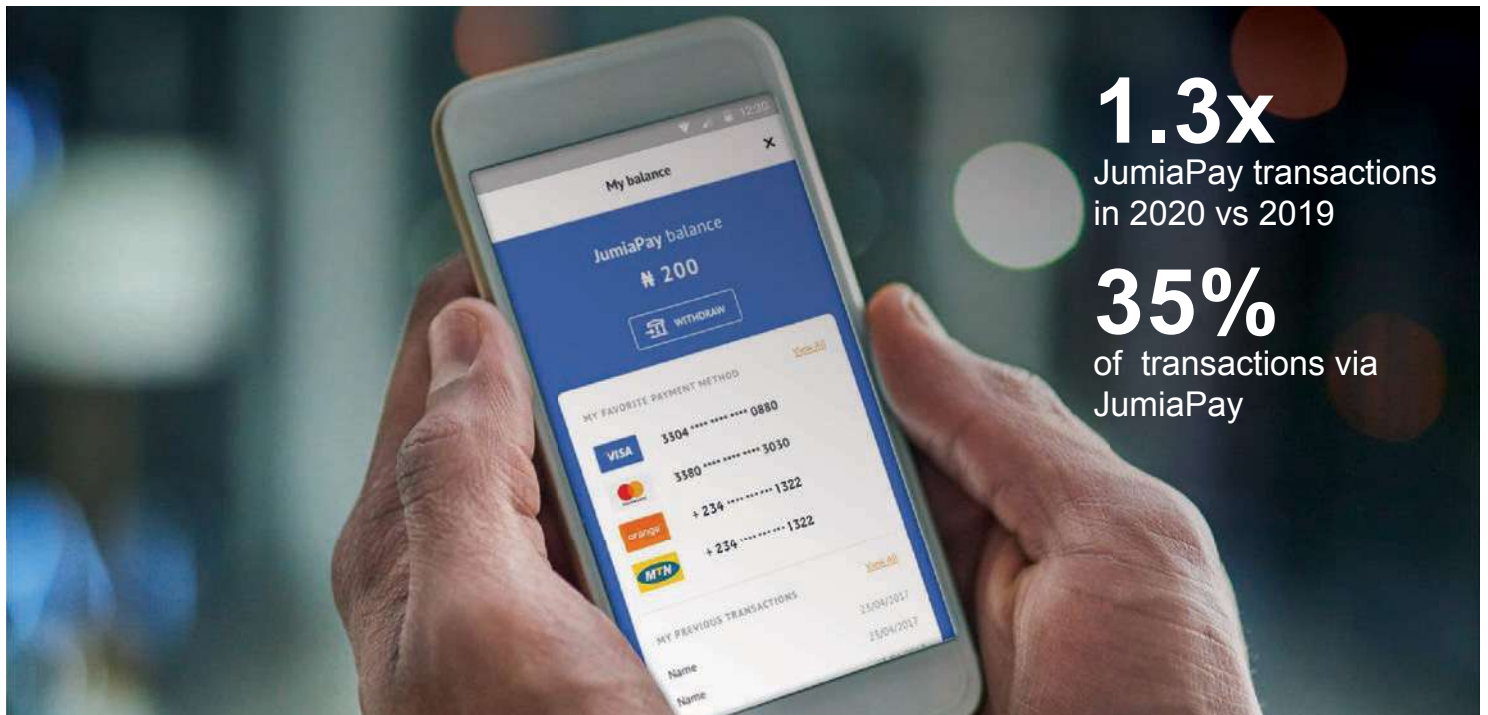 12:30
My balance
×
JumiaPay balance
₦ 200
WITHDRAW
MY FAVORITE PAYMENT METHOD
View All
VISA
3304 **** **** **** 0880
3380 **** **** **** 3030
orange
+ 234 ···· ··· ··· 1322
MTN
+ 234 ···· ··· ··· 1322
MY PREVIOUS TRANSACTIONS
View All
Name
23/04/2017
Name
23/04/2017
1.3x
JumiaPay transactions
in 2020 vs 2019
35%
of transactions via
JumiaPay